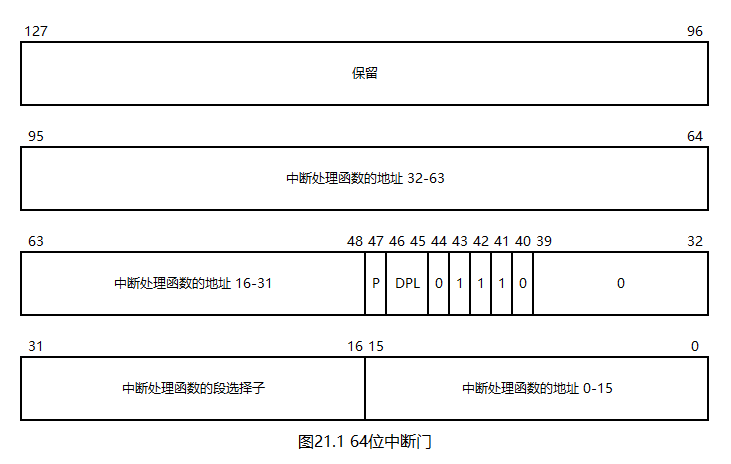 127 96
保留
95 64
中断处理函数的地址 32-63
63 48 47 46 45 44 43 42 41 40 39 32
中断处理函数的地址 16-31 P DPL 0 1 1 1 0 0
31 16 15 0
中断处理函数的段选择子 中断处理函数的地址 0-15
图21.1 64位中断门